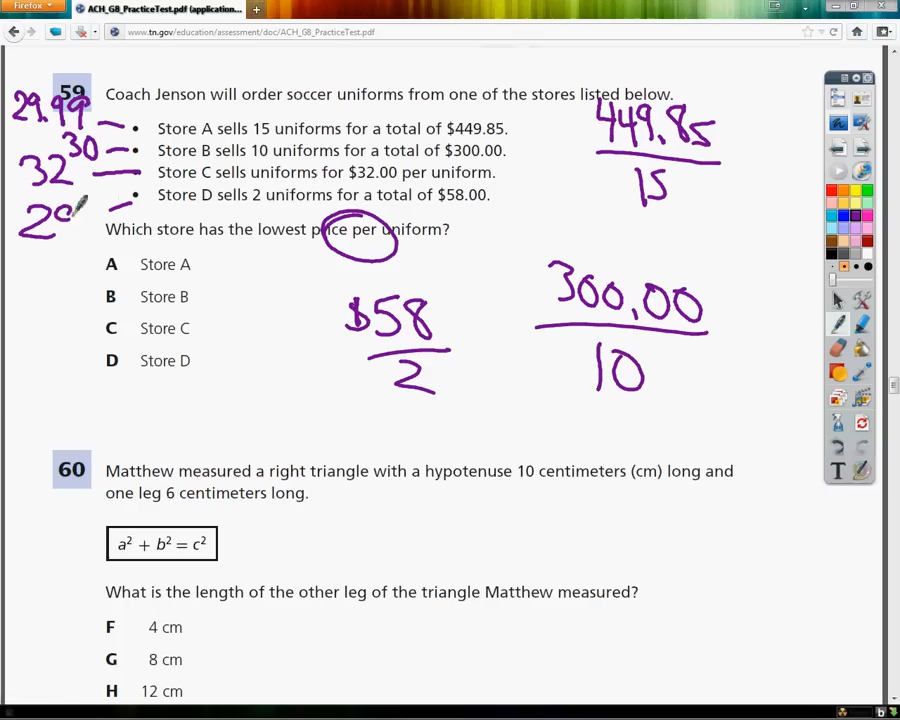 Firefox
ACH_G8_PracticeTest.pdf (applicaton...
www.tn.gov/education/assessment/doc/ACH_G8_PracticeTest.pdf
59 Coach Jenson will order soccer uniforms from one of the stores listed below.
29.99
• Store A sells 15 uniforms for a total of $449.85.
30
• Store B sells 10 uniforms for a total of $300.00.
32
• Store C sells uniforms for $32.00 per uniform.
• Store D sells 2 uniforms for a total of $58.00.
449.85
15
Which store has the lowest price per uniform?
A Store A
B Store B
C Store C
D Store D
$58
2
300.00
10
60 Matthew measured a right triangle with a hypotenuse 10 centimeters (cm) long and
one leg 6 centimeters long.
a² + b² = c²
What is the length of the other leg of the triangle Matthew measured?
F 4 cm
G 8 cm
H 12 cm
T